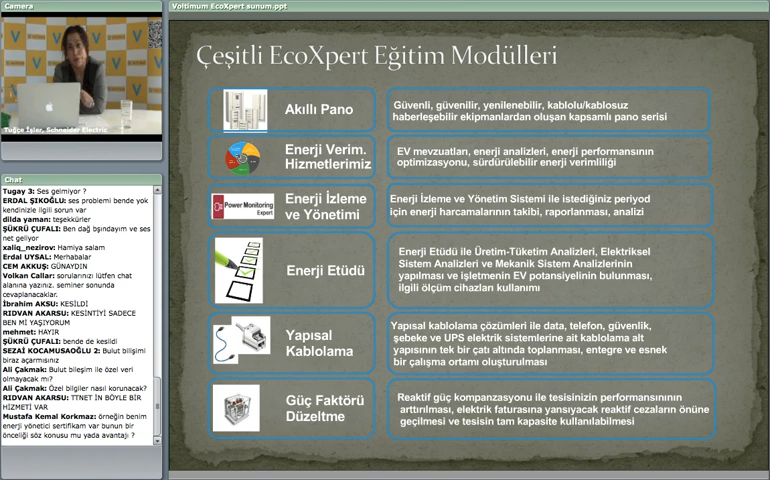 Camera
Tuğçe İşler, Schneider Electric
Chat
Tugay 3: Ses gelmiyor ?
ERDAL ŞIKOĞLU: ses problemi bende yok
kendinizle ilgili sorun var
dilda yaman: teşekkürler
ŞÜKRÜ ÇUFALI: Ben dağ bşındayım ve ses
net geliyor
xaliq_nezirov: Hamiya salam
Erdal UYSAL: Merhabalar
CEM AKKUŞ: GÜNAYDIN
Volkan Callar: sorularınızı lütfen chat
alanına yazınız. seminer sonunda
cevaplanacaklar.
İbrahim AKSU: KESİLDİ
RIDVAN AKARSU: KESİNTİYİ SADECE
BEN Mİ YAŞIYORUM
mehmet: HAYIR
ŞÜKRÜ ÇUFALI: bende de kesildi
SEZAİ KOCAMUSAOĞLU 2: Bulut bilişimi
biraz açarmısınız
Ali Çakmak: Bulut bileşim ile özel veri
olmayacak mı?
Ali Çakmak: Özel bilgiler nasıl korunacak?
RIDVAN AKARSU: TTNET İN BÖYLE BİR
HİZMETİ VAR
Mustafa Kemal Korkmaz: örneğin benim
enerji yönetici sertifikam var bunun bir
önceliği söz konusu mu yada avantajı ?
Voltimum EcoXpert sunum.ppt
Çeşitli EcoXpert Eğitim Modülleri
Akıllı Pano
Güvenli, güvenilir, yenilenebilir, kablolu/kablosuz
haberleşebilir ekipmanlardan oluşan kapsamlı pano serisi
Enerji Verim.
Hizmetlerimiz
EV mevzuatları, enerji analizleri, enerji performansının
optimizasyonu, sürdürülebilir enerji verimliliği
Power Monitoring
Expert
Enerji İzleme
ve Yönetimi
Enerji İzleme ve Yönetim Sistemi ile istediğiniz periyod
için enerji harcamalarının takibi, raporlanması, analizi
Enerji Etüdü
Enerji Etüdü ile Üretim-Tüketim Analizleri, Elektriksel
Sistem Analizleri ve Mekanik Sistem Analizlerinin
yapılması ve işletmenin EV potansiyelinin bulunması,
ilgili ölçüm cihazları kullanımı
Yapısal
Kablolama
Yapısal kablolama çözümleri ile data, telefon, güvenlik,
şebeke ve UPS elektrik sistemlerine ait kablolama alt
yapısının tek bir çatı altında toplanması, entegre ve esnek
bir çalışma ortamı oluşturulması
Güç Faktörü
Düzeltme
Reaktif güç kompanzasyonu ile tesisinizin performansınının
arttırılması, elektrik faturasına yansıyacak reaktif cezaların önüne
geçilmesi ve tesisin tam kapasite kullanılabilmesi